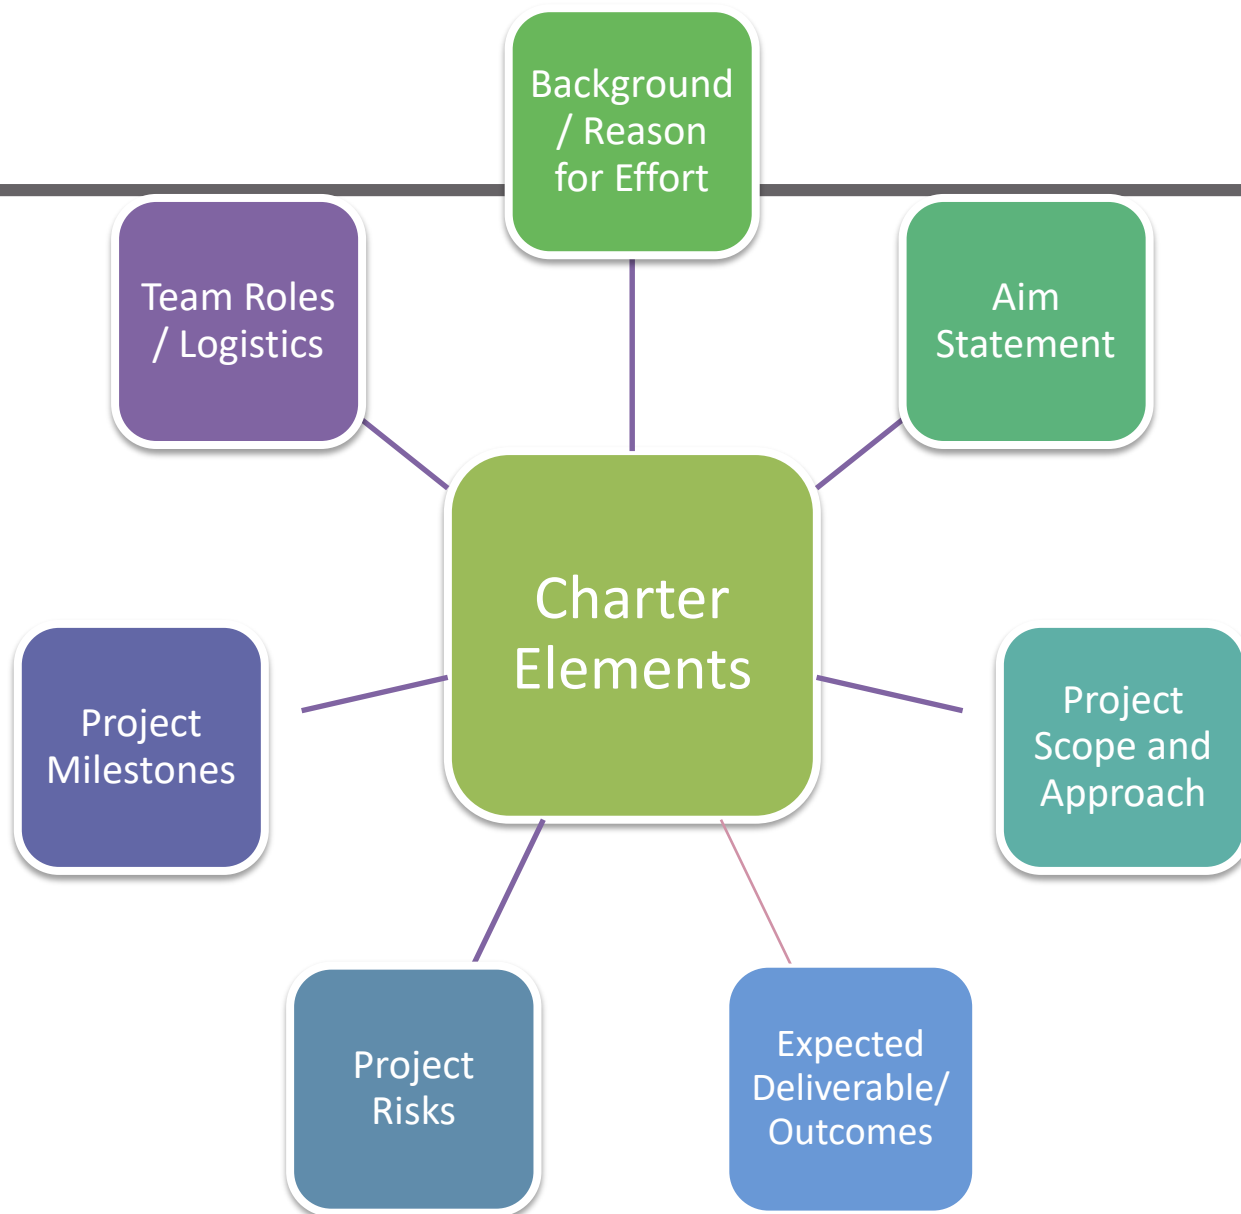 Background
/ Reason
for Effort
Team Roles
/ Logistics
Aim
Statement
Charter
Elements
Project
Milestones
Project
Scope and
Approach
Project
Risks
Expected
Deliverable/
Outcomes